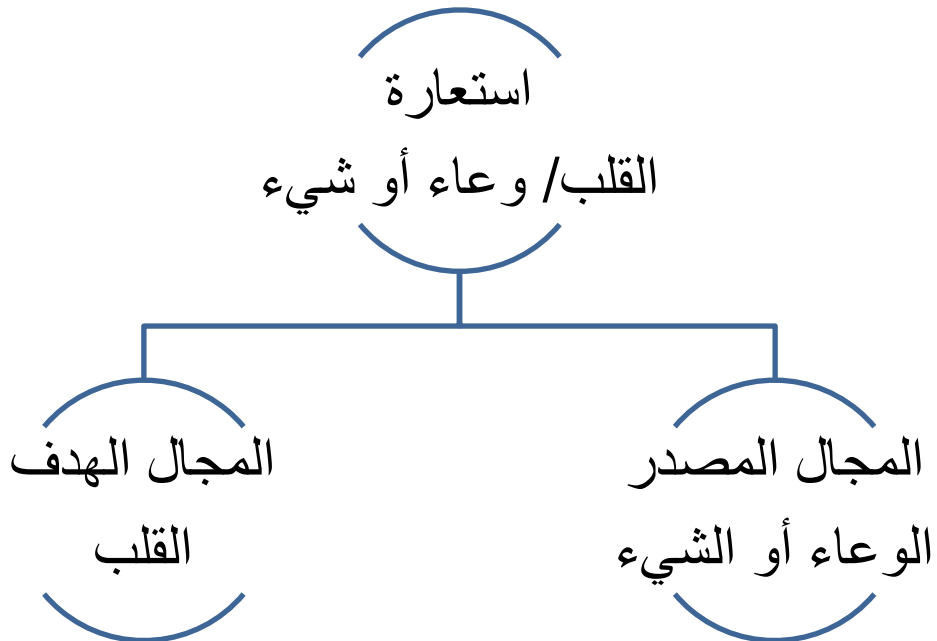 استعارة
القلب/ وعاء أو شيء
المجال المصدر
الوعاء أو الشيء
المجال الهدف
القلب